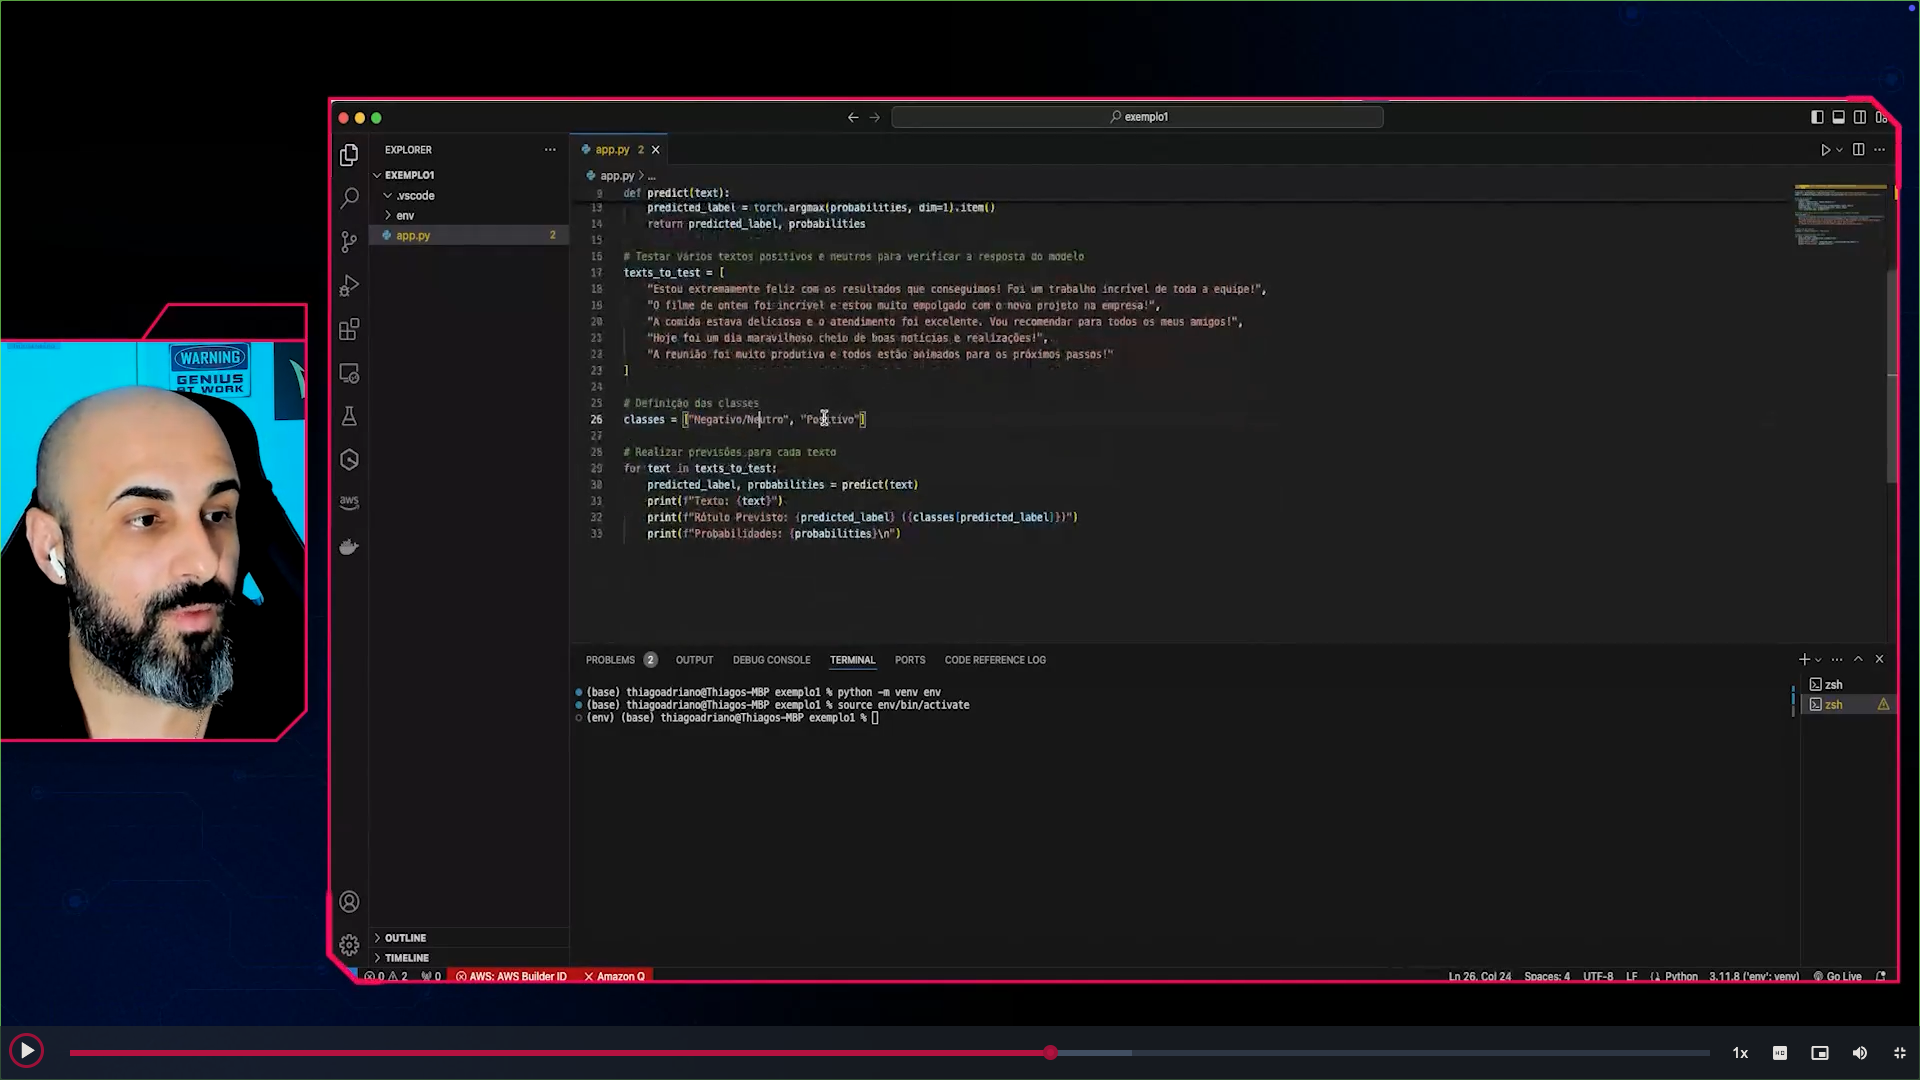 WARNING
GENIUS
AT WORK
exemplo1
EXPLORER
EXEMPLO1
.vscode
env
app.py 2
app.py 2
app.py > ...
9 def predict(text):
13 predicted_label = torch.argmax(probabilities, dim=1).item()
14 return predicted_label, probabilities
15
16 # Testar vários textos positivos e neutros para verificar a resposta do modelo
17 texts_to_test = [
18 "Estou extremamente feliz com os resultados que conseguimos! Foi um trabalho incrível de toda a equipe!",
19 "O filme de ontem foi incrível e estou muito empolgado com o novo projeto na empresa!",
20 "A comida estava deliciosa e o atendimento foi excelente. Vou recomendar para todos os meus amigos!",
21 "Hoje foi um dia maravilhoso cheio de boas notícias e realizações!",
22 "A reunião foi muito produtiva e todos estão animados para os próximos passos!"
23 ]
24
25 # Definição das classes
26 classes = ["Negativo/Neutro", "Positivo"]
27
28 # Realizar previsões para cada texto
29 for text in texts_to_test:
30 predicted_label, probabilities = predict(text)
31 print(f"Texto: {text}")
32 print(f"Rótulo Previsto: {predicted_label} ({classes[predicted_label]})")
33 print(f"Probabilidades: {probabilities}\n")
PROBLEMS 2 OUTPUT DEBUG CONSOLE TERMINAL PORTS CODE REFERENCE LOG
(base) thiagoadriano@Thiagos-MBP exemplo1 % python -m venv env
(base) thiagoadriano@Thiagos-MBP exemplo1 % source env/bin/activate
(env) (base) thiagoadriano@Thiagos-MBP exemplo1 %
zsh
zsh
aws
OUTLINE
TIMELINE
0 2 0 AWS: AWS Builder ID Amazon Q Ln 26, Col 24 Spaces: 4 UTF-8 LF Python 3.11.8 ('env': venv) Go Live
1x HD